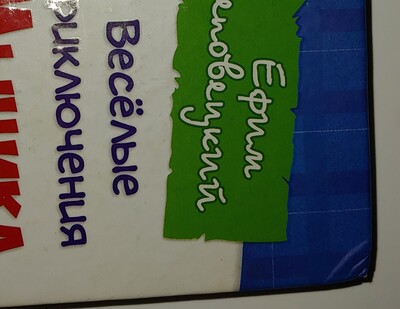 Ефим
еповецкий
Весёлые
риключения